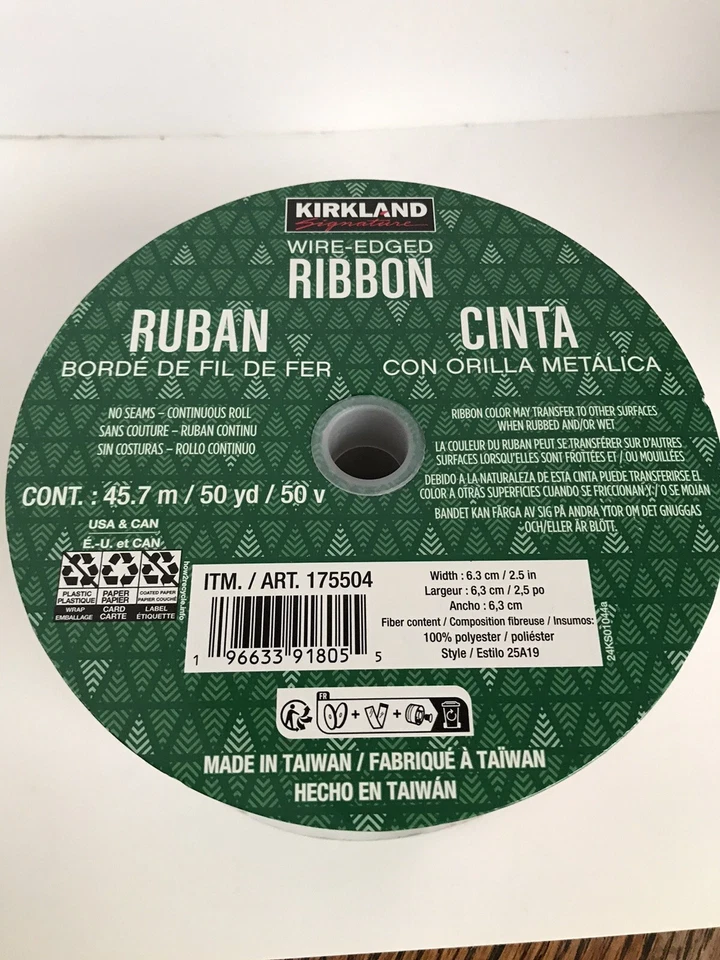 KIRKLAND
Signature
WIRE-EDGED
RIBBON
RUBAN
BORDÉ DE FIL DE FER
CINTA
CON ORILLA METÁLICA
NO SEAMS – CONTINUOUS ROLL
SANS COUTURE – RUBAN CONTINU
SIN COSTURAS – ROLLO CONTINUO
RIBBON COLOR MAY TRANSFER TO OTHER SURFACES
WHEN RUBBED AND/OR WET
LA COULEUR DU RUBAN PEUT SE TRANSFÉRER SUR D'AUTRES
SURFACES LORSQU'ELLES SONT FROTTÉES ET / OU MOUILLÉES
DEBIDO A LA NATURALEZA DE ESTA CINTA PUEDE TRANSFERIRSE EL
COLOR A OTRAS SUPERFICIES CUANDO SE FRICCIONAN Y / O SE MOJAN
BANDET KAN FÄRGA AV SIG PÅ ANDRA YTOR OM DET GNUGGAS
OCH/ELLER ÄR BLÖTT.
CONT. : 45.7 m / 50 yd / 50 v
USA & CAN
É.-U. et CAN
PLASTIC
PLASTIQUE
WRAP
EMBALLAGE
PAPER
PAPIER
CARD
CARTE
COATED PAPER
PAPIER COUCHÉ
LABEL
ÉTIQUETTE
how2recycle.info
ITM. / ART. 175504
1 96633 91805 5
Width : 6.3 cm / 2.5 in
Largeur : 6,3 cm / 2,5 po
Ancho : 6,3 cm
Fiber content / Composition fibreuse / Insumos:
100% polyester / poliéster
Style / Estilo 25A19
24KS01044a
FR
MADE IN TAIWAN / FABRIQUÉ À TAÏWAN
HECHO EN TAIWÁN